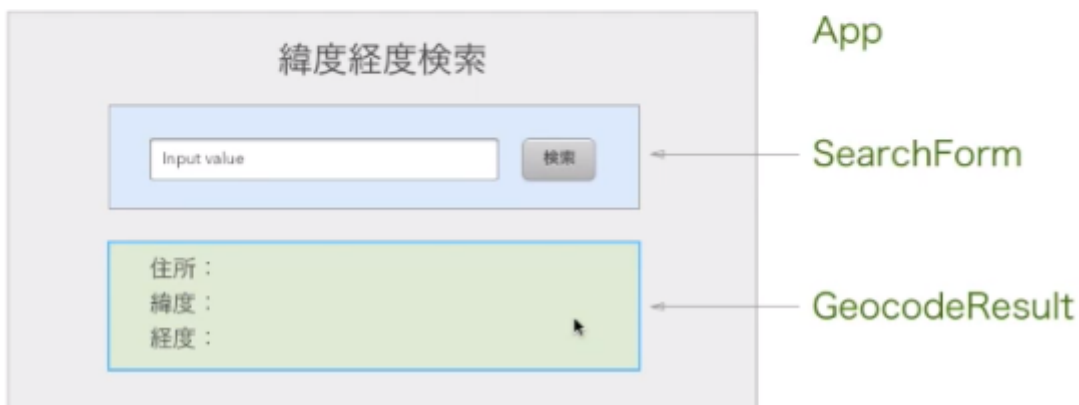 App
緯度経度検索
Input value
検索
SearchForm
住所：
緯度：
経度：
GeocodeResult